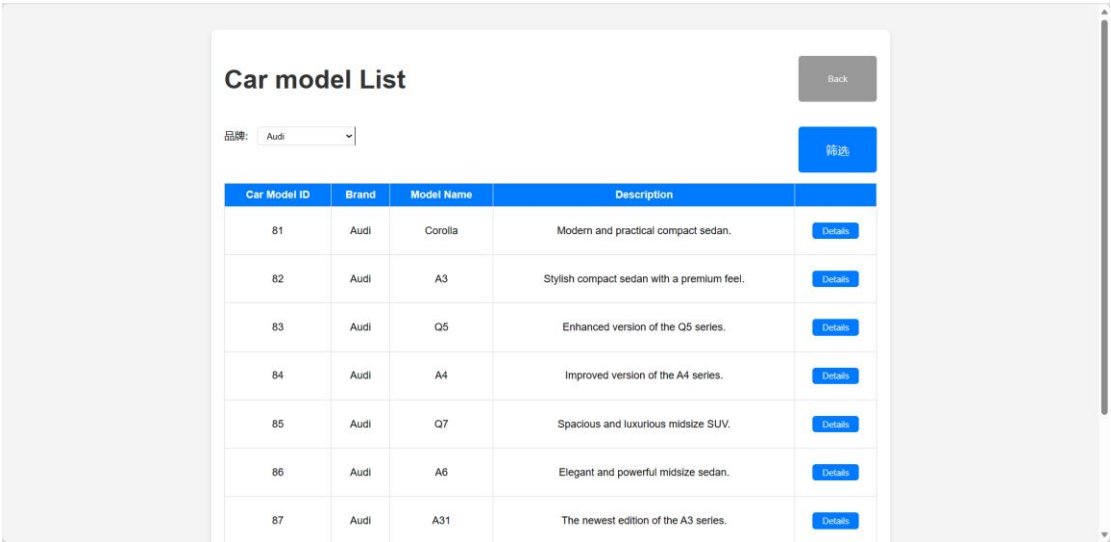 Car model List
Back
品牌: Audi
筛选
Car Model ID Brand Model Name Description
81 Audi Corolla Modern and practical compact sedan. Details
82 Audi A3 Stylish compact sedan with a premium feel. Details
83 Audi Q5 Enhanced version of the Q5 series. Details
84 Audi A4 Improved version of the A4 series. Details
85 Audi Q7 Spacious and luxurious midsize SUV. Details
86 Audi A6 Elegant and powerful midsize sedan. Details
87 Audi A31 The newest edition of the A3 series. Details